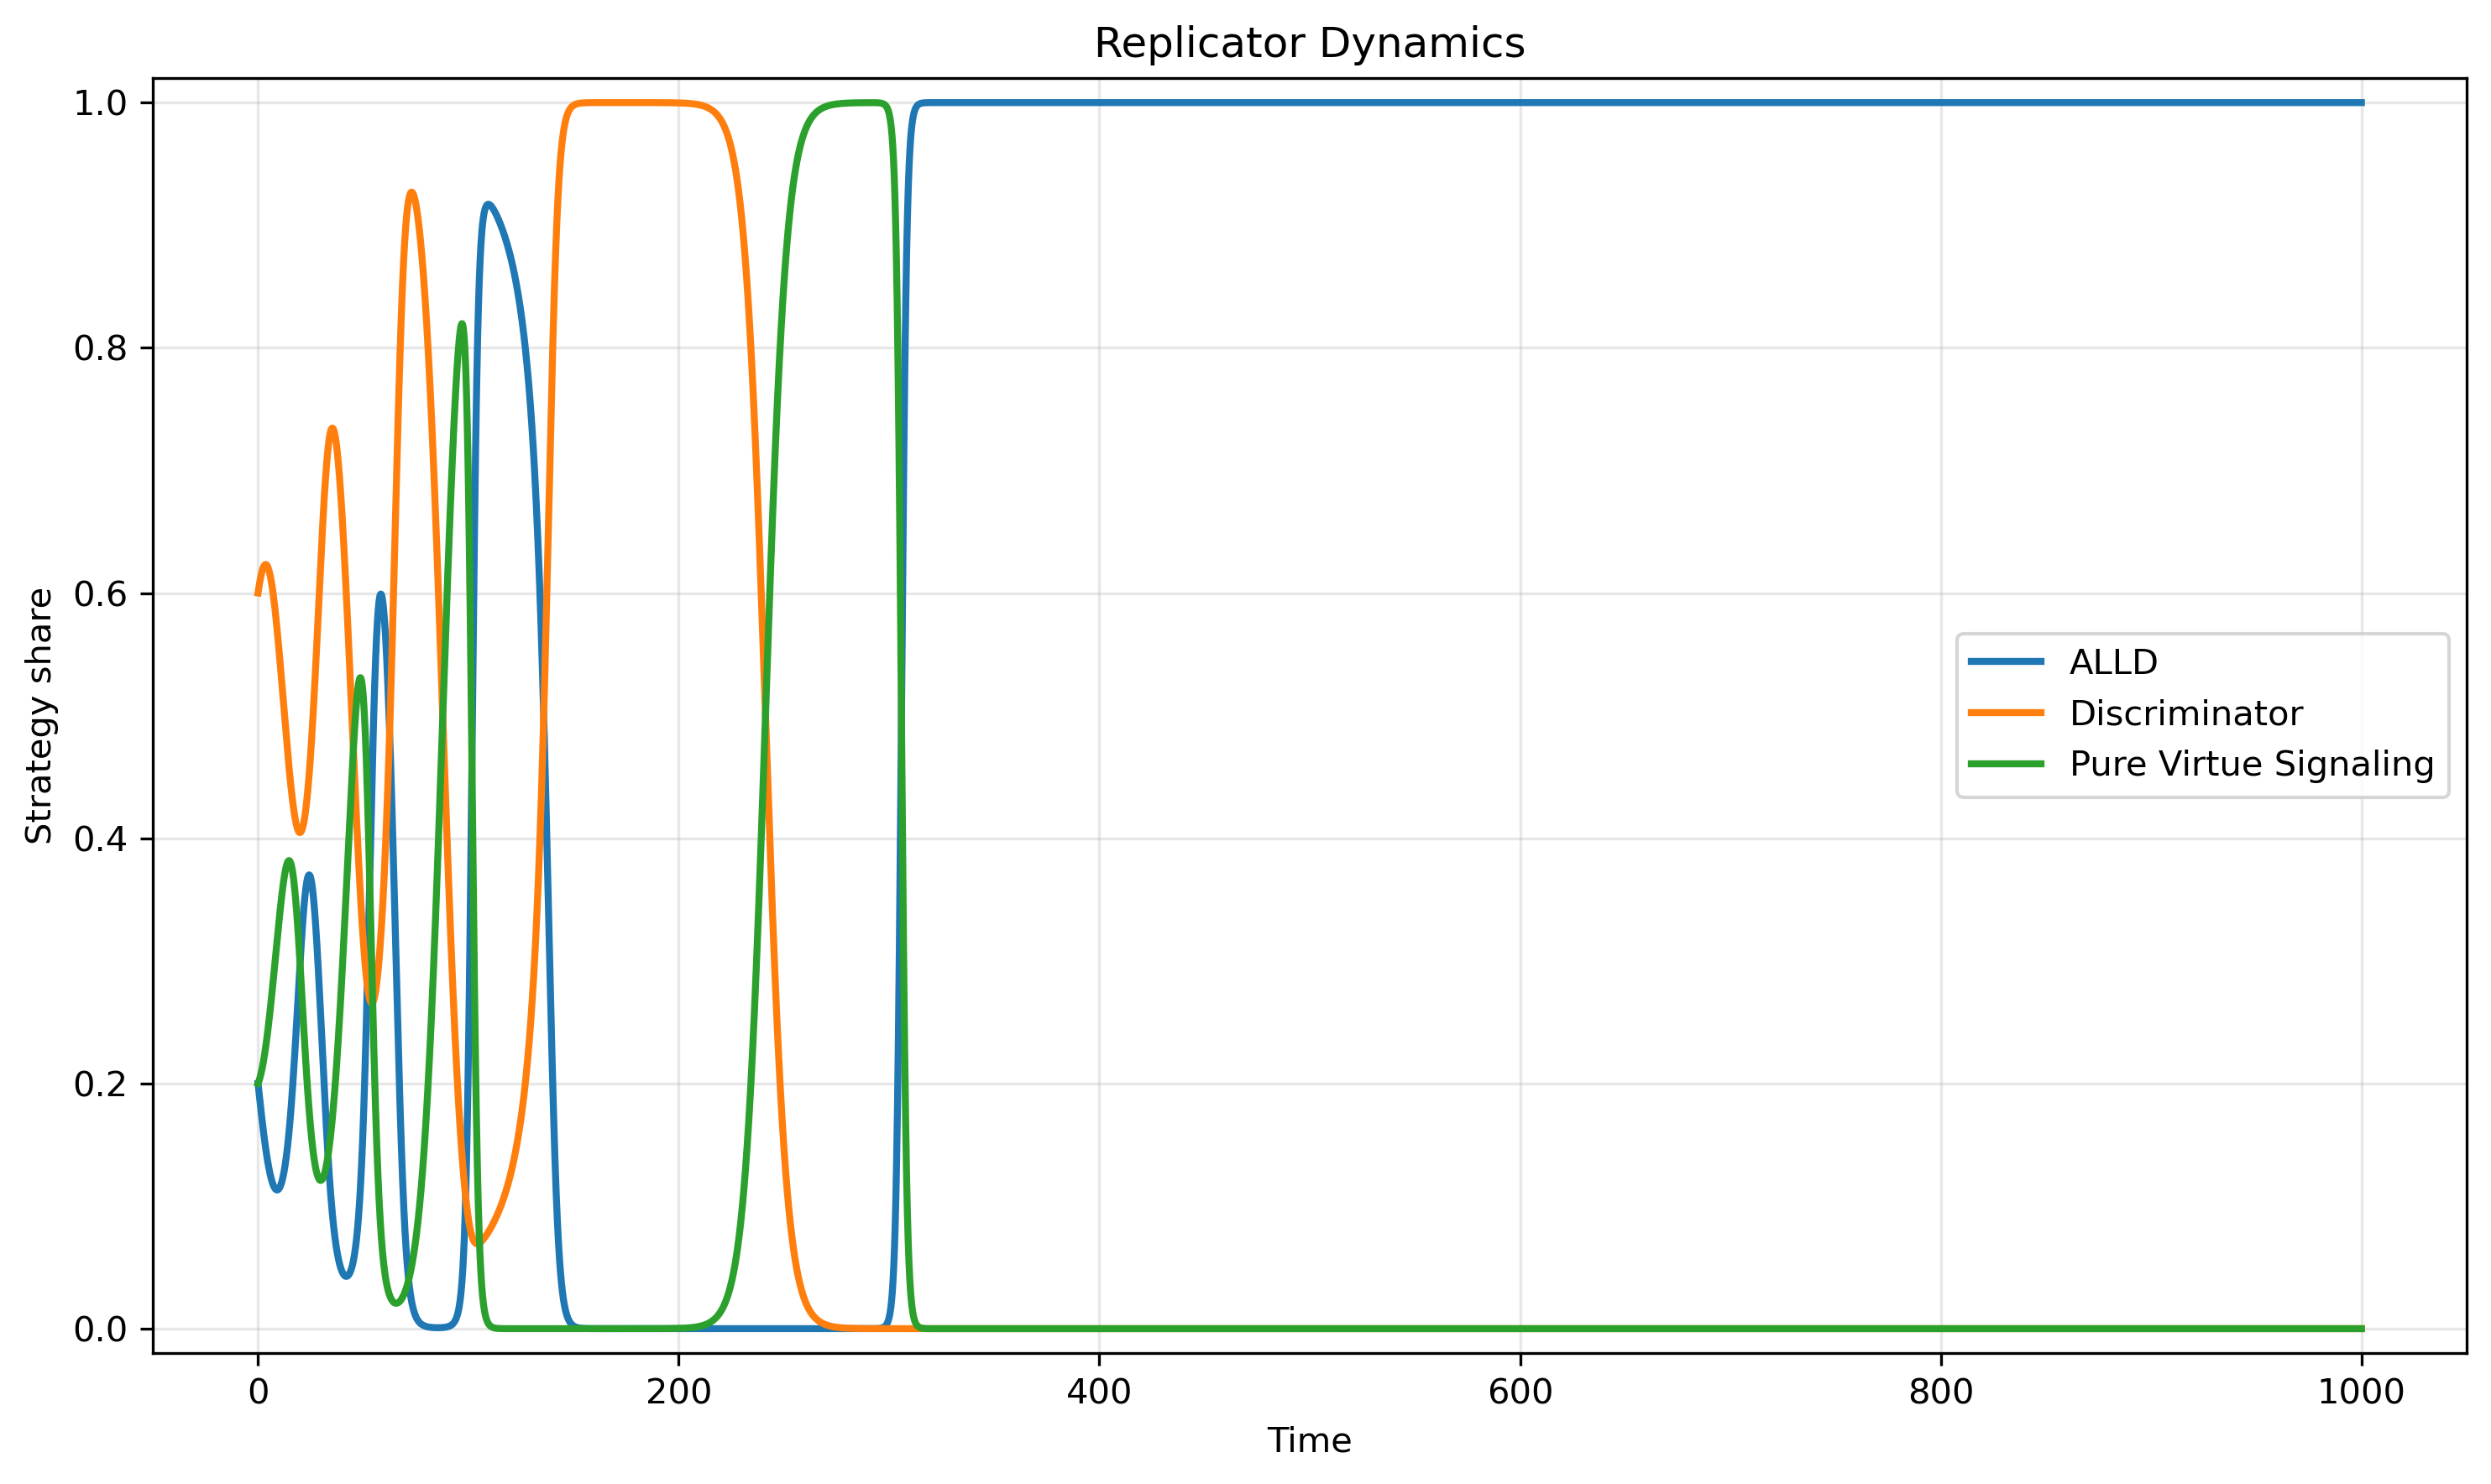 Replicator Dynamics
1.0
0.8
0.6
0.4
0.2
0.0
Strategy share
ALLD
Discriminator
Pure Virtue Signaling
0 200 400 600 800 1000
Time